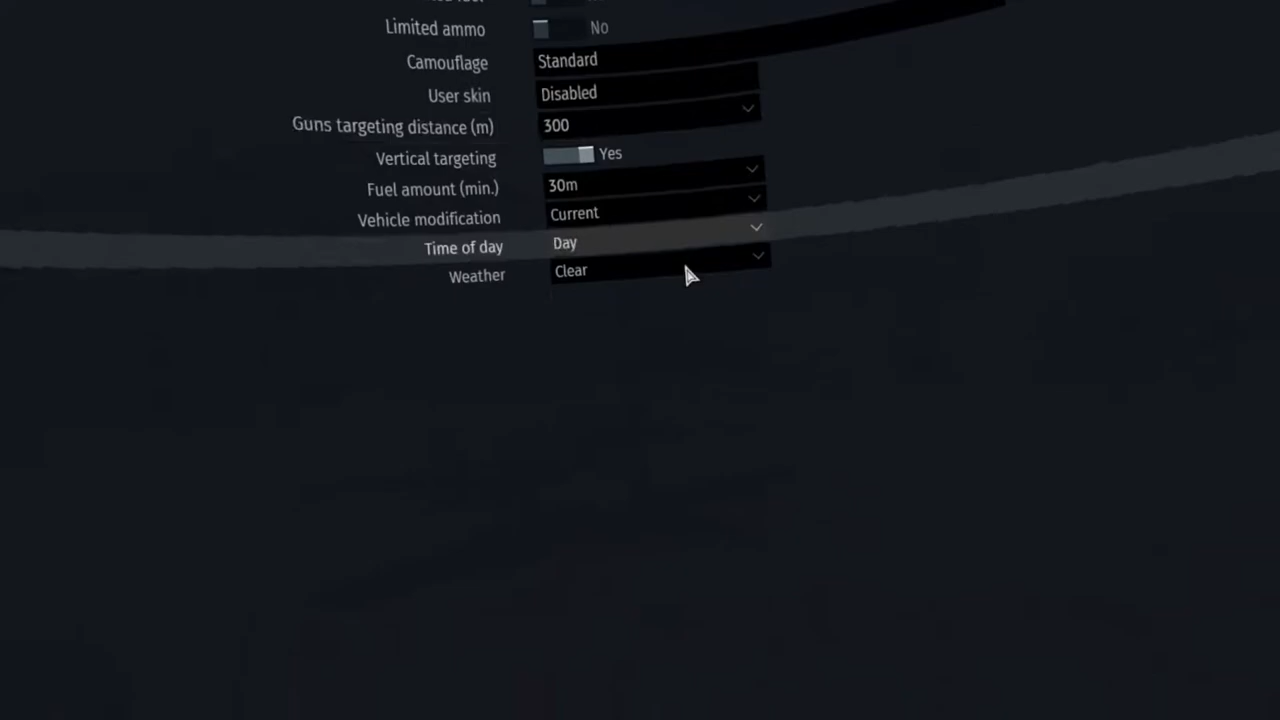 Limited ammo No
Camouflage Standard
User skin Disabled
Guns targeting distance (m) 300
Vertical targeting Yes
Fuel amount (min.) 30m
Vehicle modification Current
Time of day Day
Weather Clear